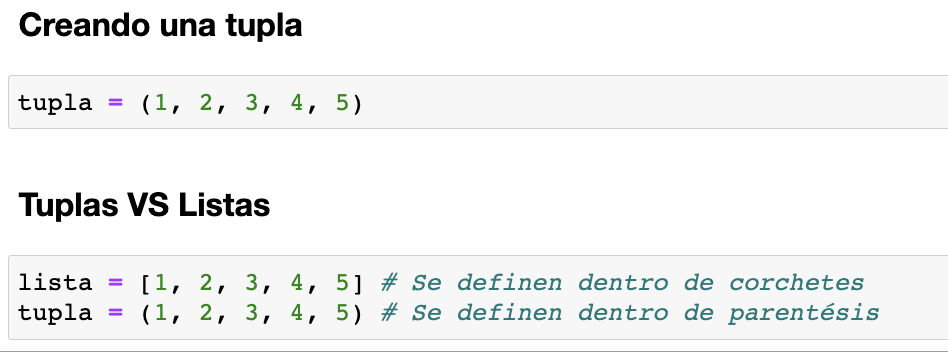 Creando una tupla
tupla = (1, 2, 3, 4, 5)
Tuplas VS Listas
lista = [1, 2, 3, 4, 5] # Se definen dentro de corchetes
tupla = (1, 2, 3, 4, 5) # Se definen dentro de parentésis